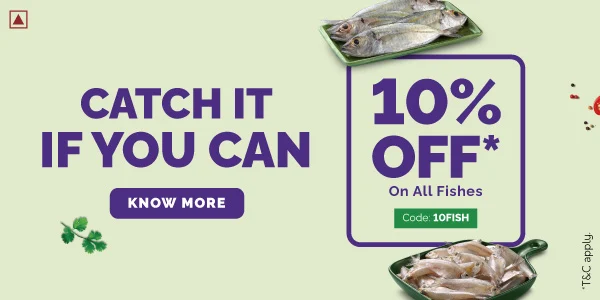 CATCH IT
IF YOU CAN
KNOW MORE
10%
OFF*
On All Fishes
Code: 10FISH
*T&C apply.